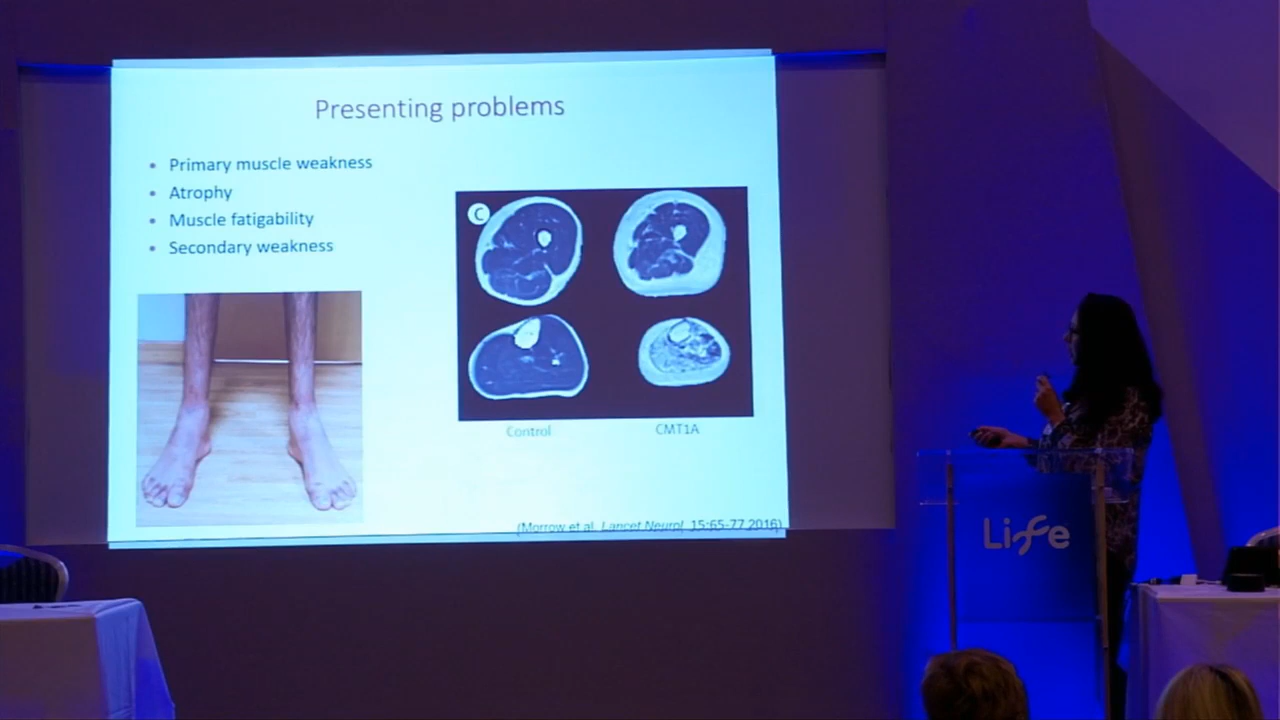 Presenting problems
• Primary muscle weakness
• Atrophy
• Muscle fatigability
• Secondary weakness
C
Control
CMT1A
(Morrow et al. Lancet Neurol, 15:65-77 2016)
Life